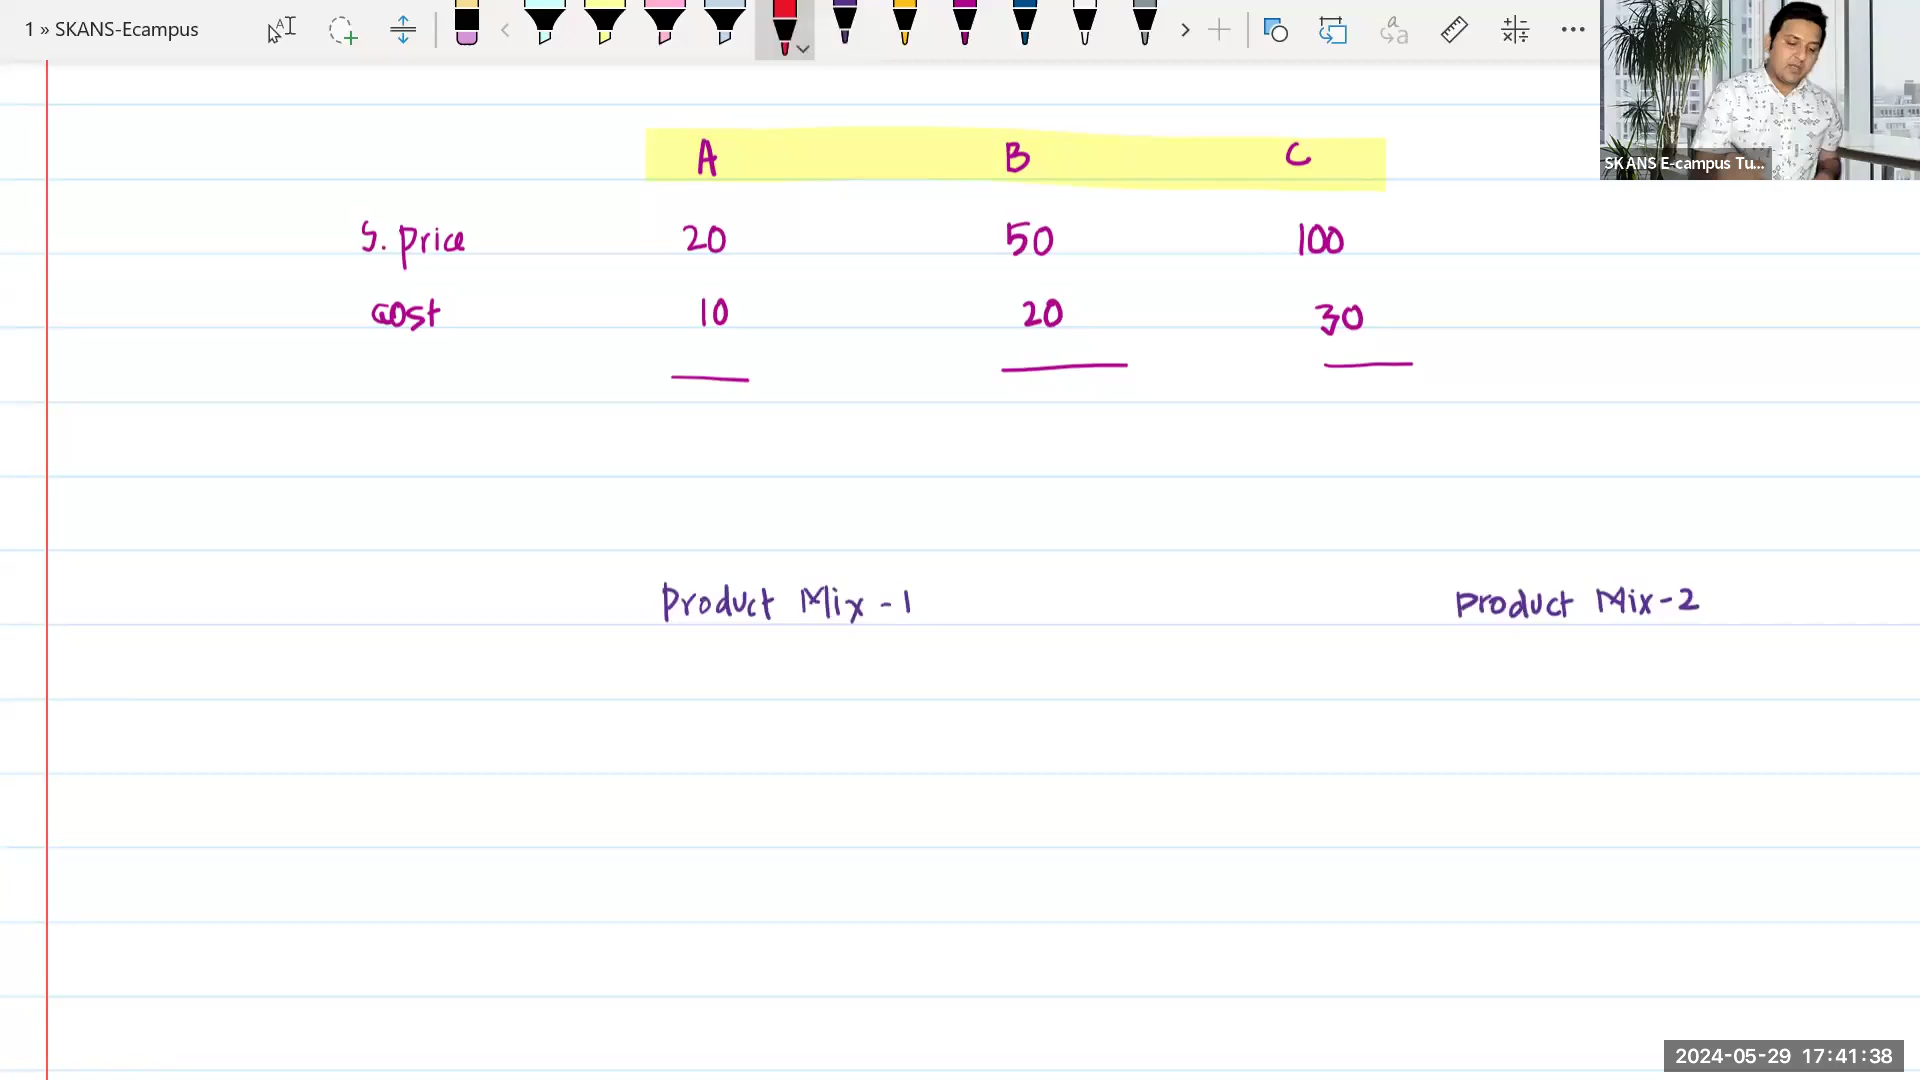 1 » SKANS-Ecampus
SKANS E-campus Tu...
A B C
S. Price 20 50 100
cost 10 20 30
Product Mix - 1 Product Mix - 2
2024-05-29 17:41:38